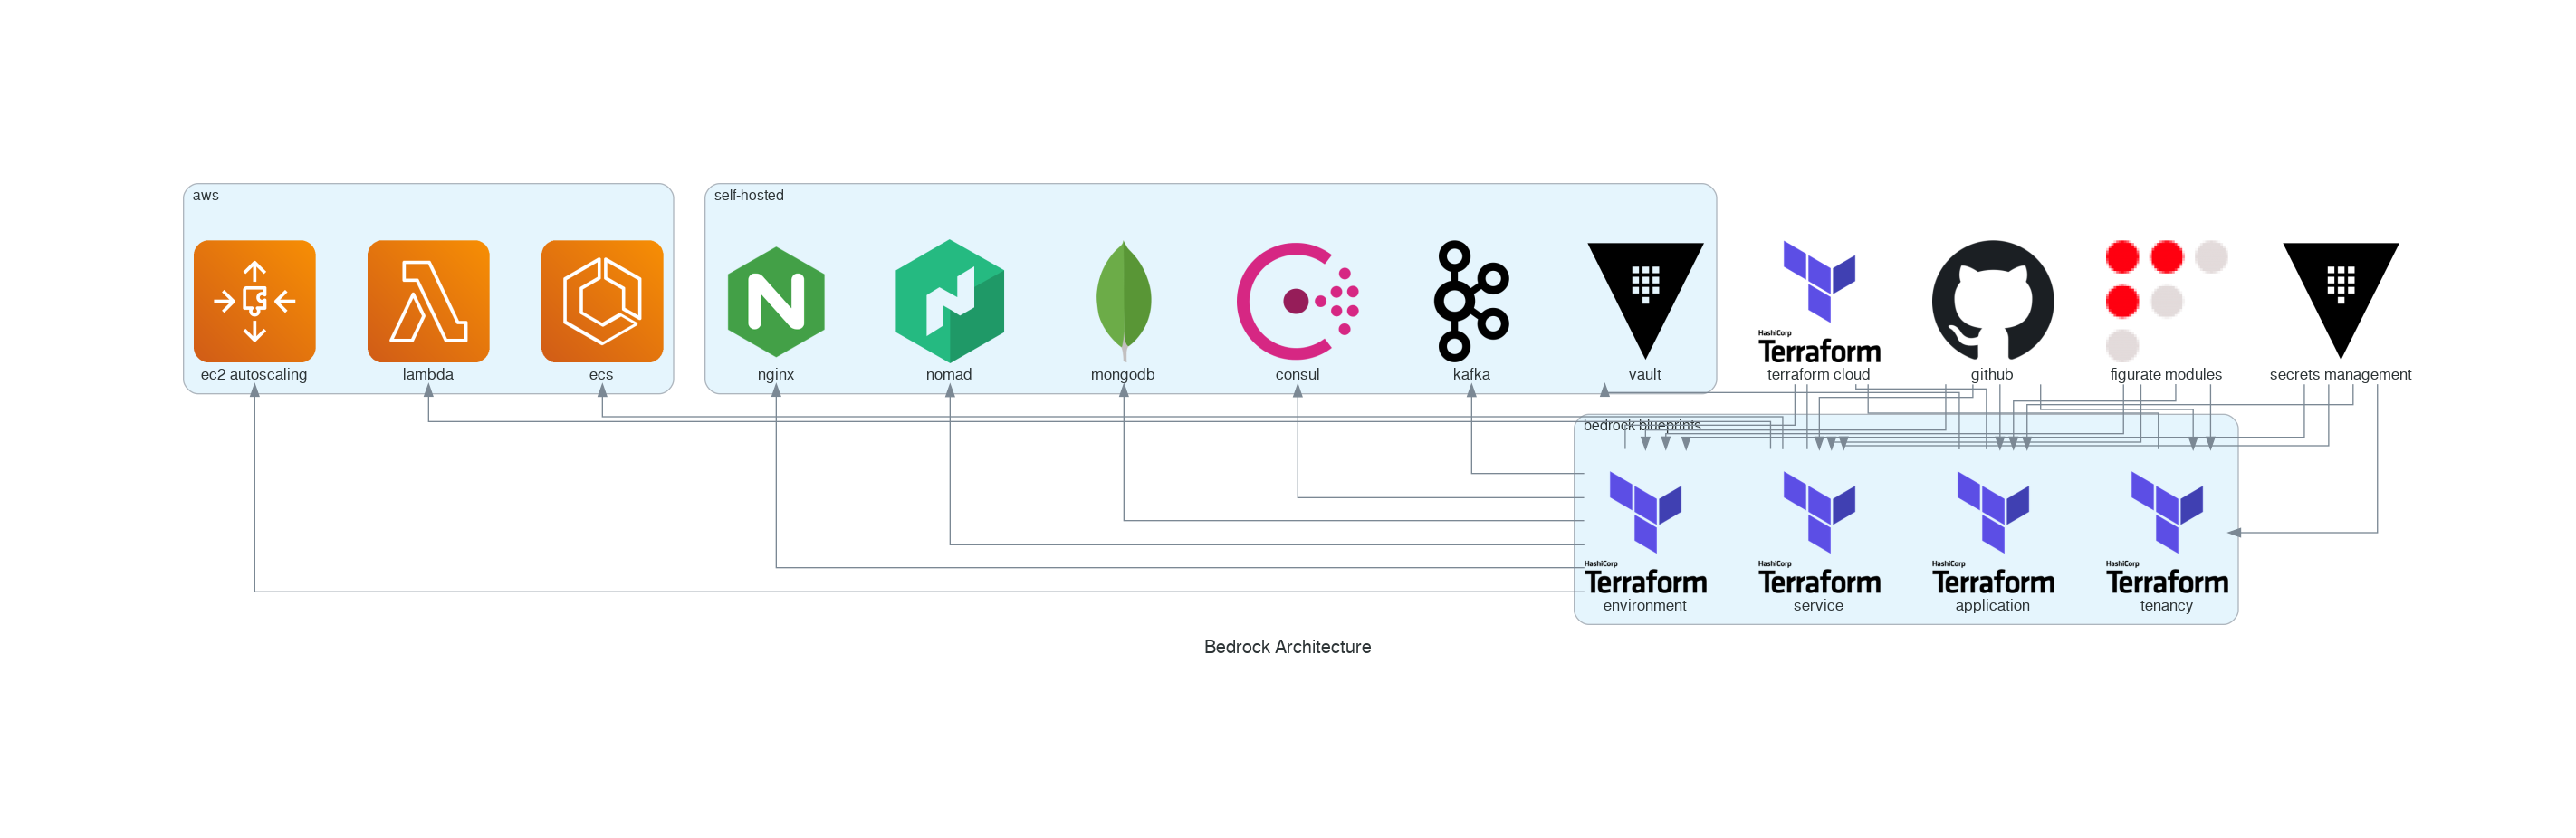 aws
self-hosted
HashiCorp
Terraform
ec2 autoscaling
lambda
ecs
nginx
nomad
mongodb
consul
kafka
vault
terraform cloud
github
figurate modules
secrets management
bedrock blueprints
HashiCorp
Terraform
environment
HashiCorp
Terraform
service
HashiCorp
Terraform
application
HashiCorp
Terraform
tenancy
Bedrock Architecture